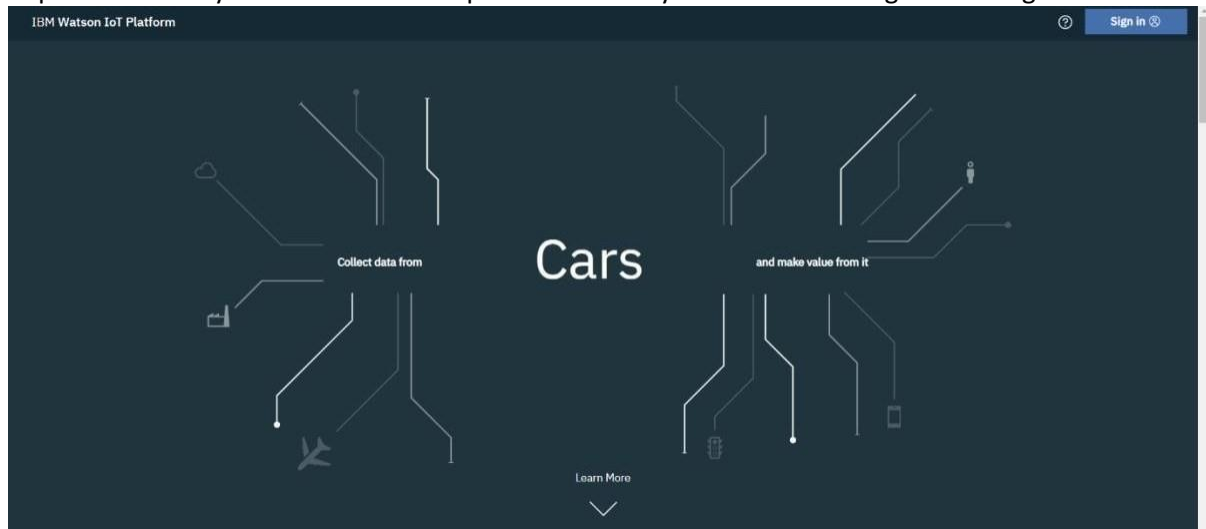 IBM Watson IoT Platform
Sign in
Collect data from
Cars
and make value from it
Learn More